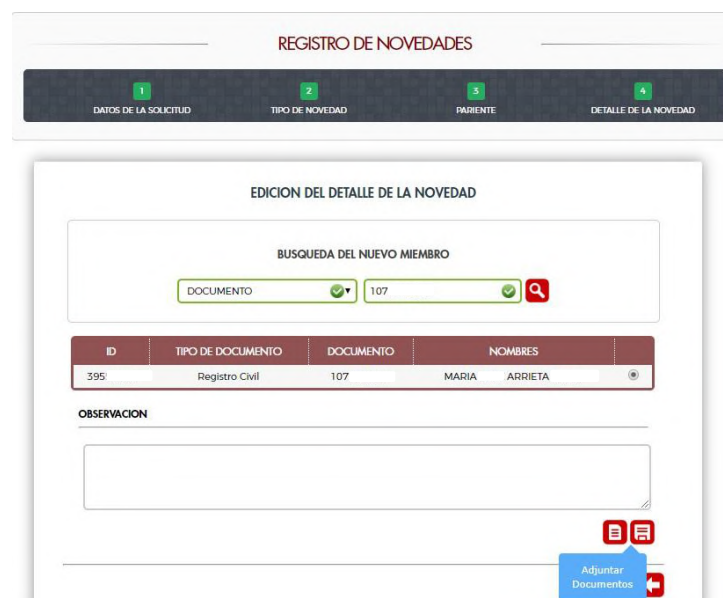 REGISTRO DE NOVEDADES
1 2 3 4
DATOS DE LA SOLICITUD TIPO DE NOVEDAD PARIENTE DETALLE DE LA NOVEDAD
EDICION DEL DETALLE DE LA NOVEDAD
BUSQUEDA DEL NUEVO MIEMBRO
DOCUMENTO 107
ID TIPO DE DOCUMENTO DOCUMENTO NOMBRES
395 Registro Civil 107 MARIA ARRIETA
OBSERVACION
Adjuntar
Documentos